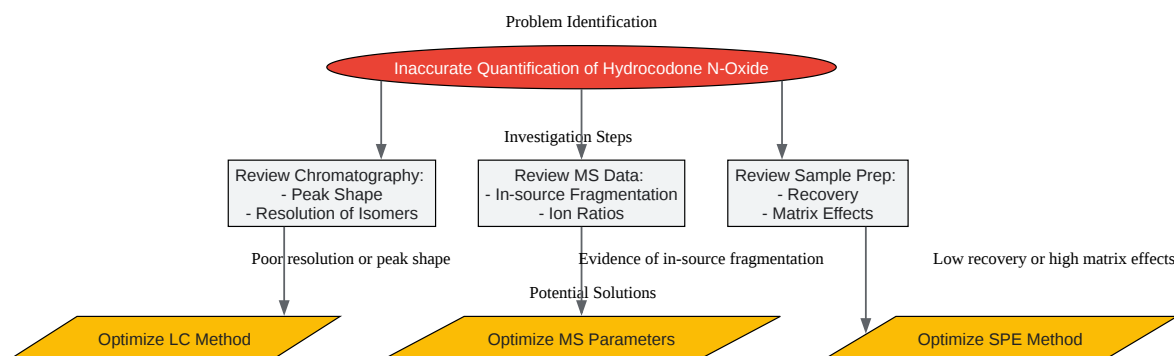 Problem Identification
Inaccurate Quantification of Hydrocodone N-Oxide
Investigation Steps
Review Chromatography:
- Peak Shape
- Resolution of Isomers
Review MS Data:
- In-source Fragmentation
- Ion Ratios
Review Sample Prep:
- Recovery
- Matrix Effects
Poor resolution or peak shape
Evidence of in-source fragmentation
Low recovery or high matrix effects
Potential Solutions
Optimize LC Method
Optimize MS Parameters
Optimize SPE Method